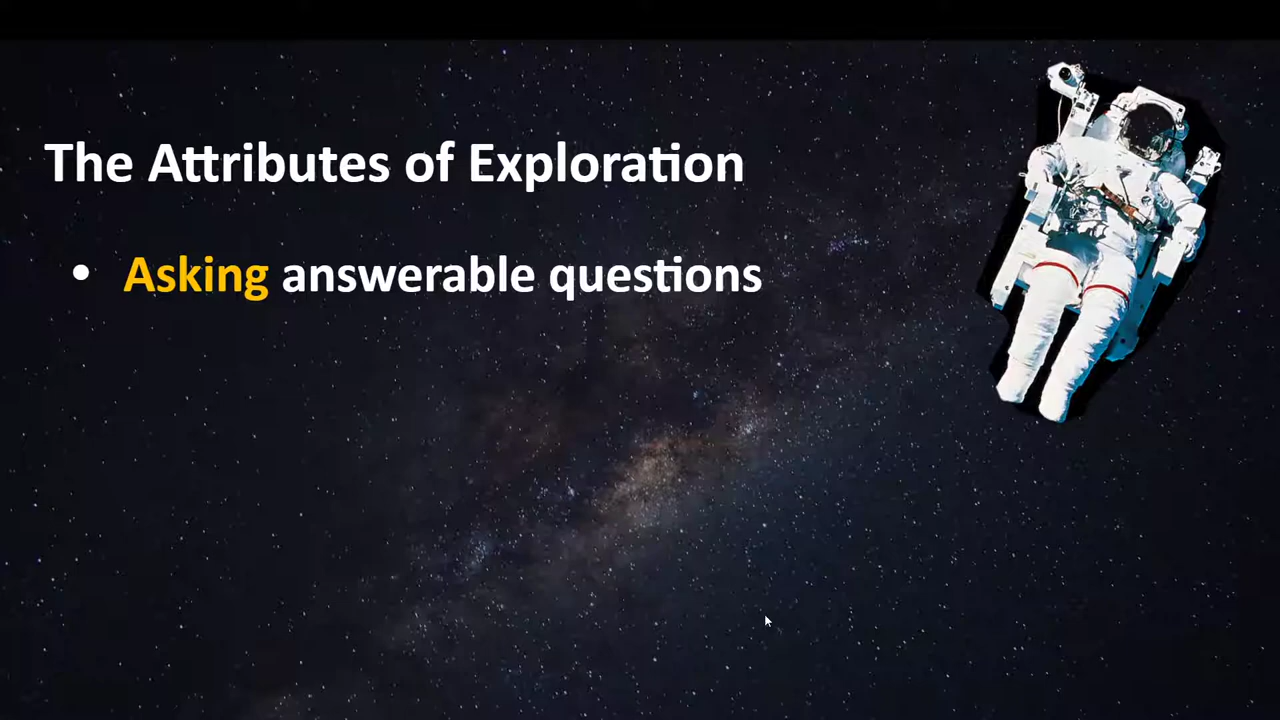 The Attributes of Exploration
• Asking answerable questions